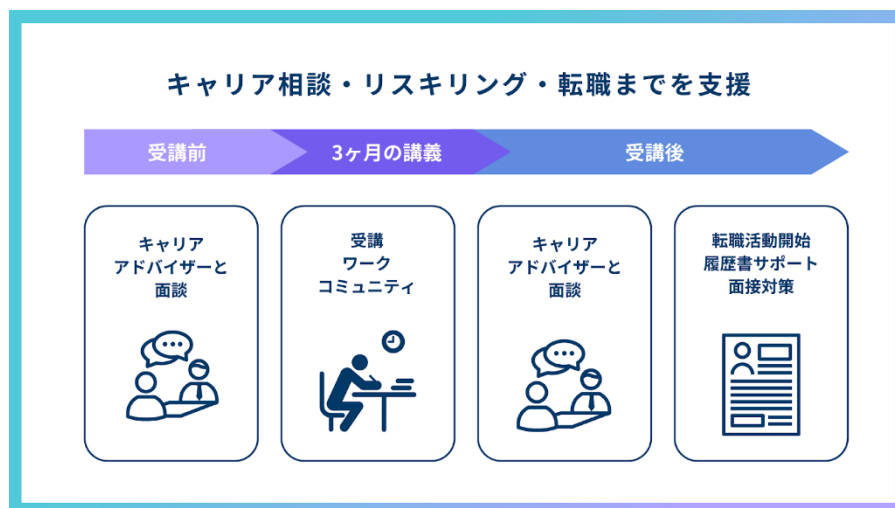 キャリア相談・リスキリング・転職までを支援
受講前
3ヶ月の講義
受講後
キャリア
アドバイザーと
面談
受講
ワーク
コミュニティ
キャリア
アドバイザーと
面談
転職活動開始
履歴書サポート
面接対策